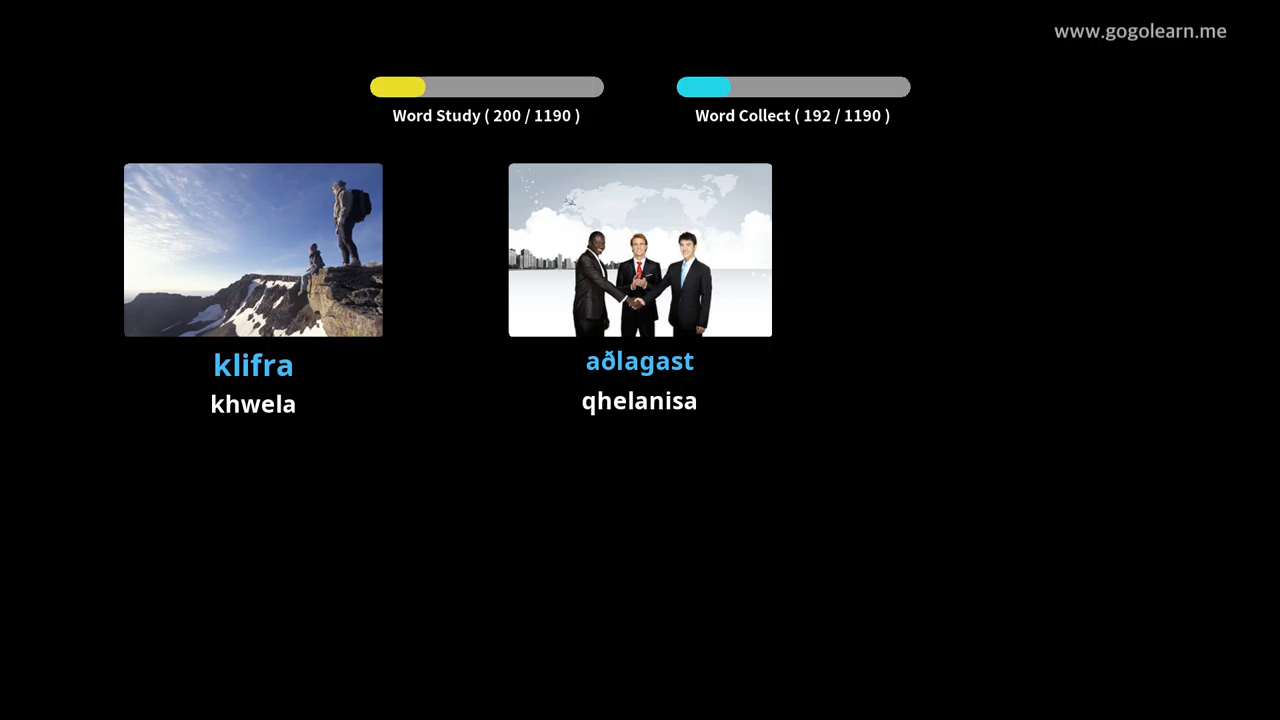 www.gogolearn.me
Word Study ( 200 / 1190 )
Word Collect ( 192 / 1190 )
klifra
khwela
aðlagast
qhelanisa